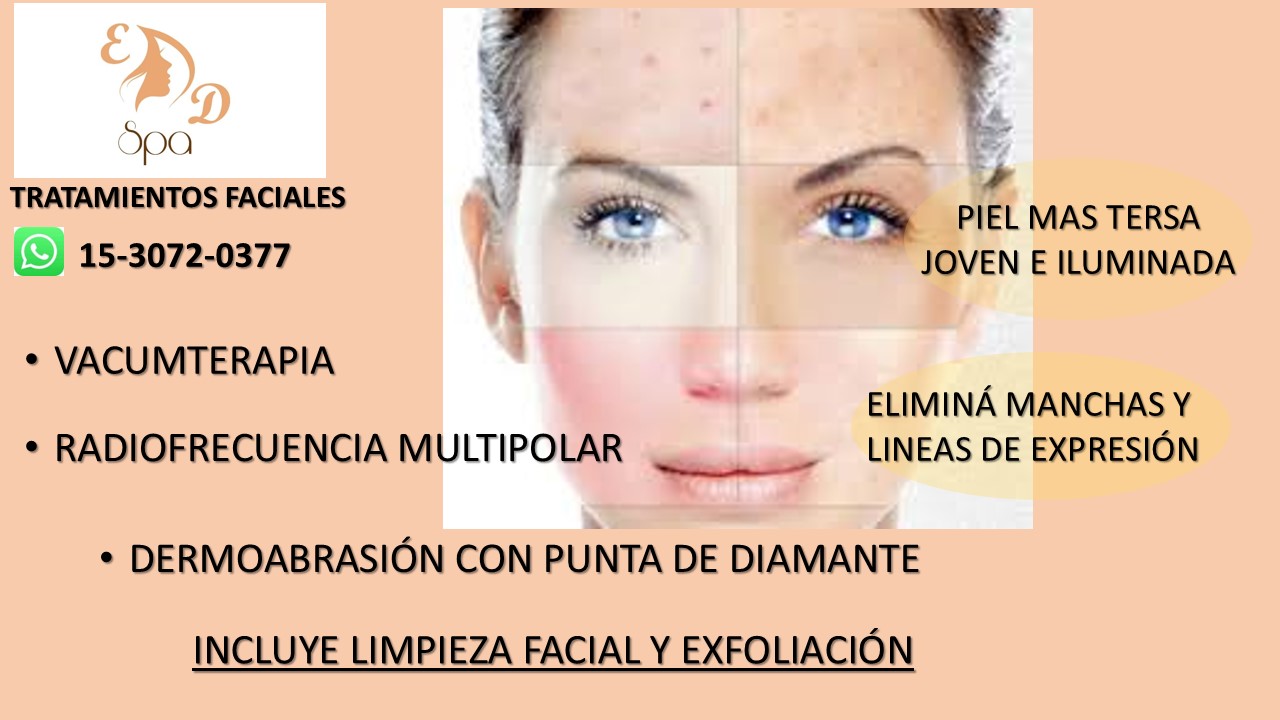 E D
Spa
TRATAMIENTOS FACIALES
15-3072-0377
• VACUMTERAPIA
• RADIOFRECUENCIA MULTIPOLAR
PIEL MAS TERSA
JOVEN E ILUMINADA
ELIMINÁ MANCHAS Y
LINEAS DE EXPRESIÓN
• DERMOABRASIÓN CON PUNTA DE DIAMANTE
INCLUYE LIMPIEZA FACIAL Y EXFOLIACIÓN